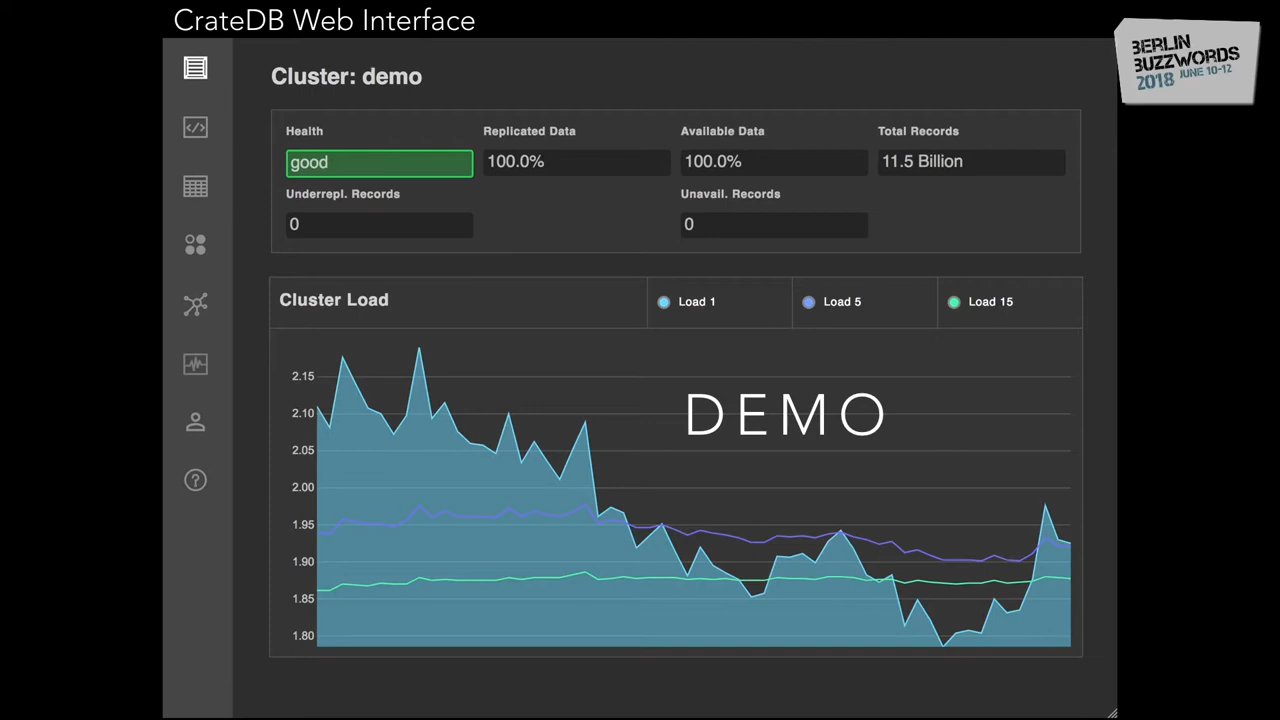 CrateDB Web Interface
BERLIN
BUZZWORDS
2018 JUNE 10-12
Cluster: demo
Health
Replicated Data
Available Data
Total Records
good
100.0%
100.0%
11.5 Billion
Underrepl. Records
Unavail. Records
0
0
Cluster Load
Load 1
Load 5
Load 15
DEMO
2.15
2.10
2.05
2.00
1.95
1.90
1.85
1.80